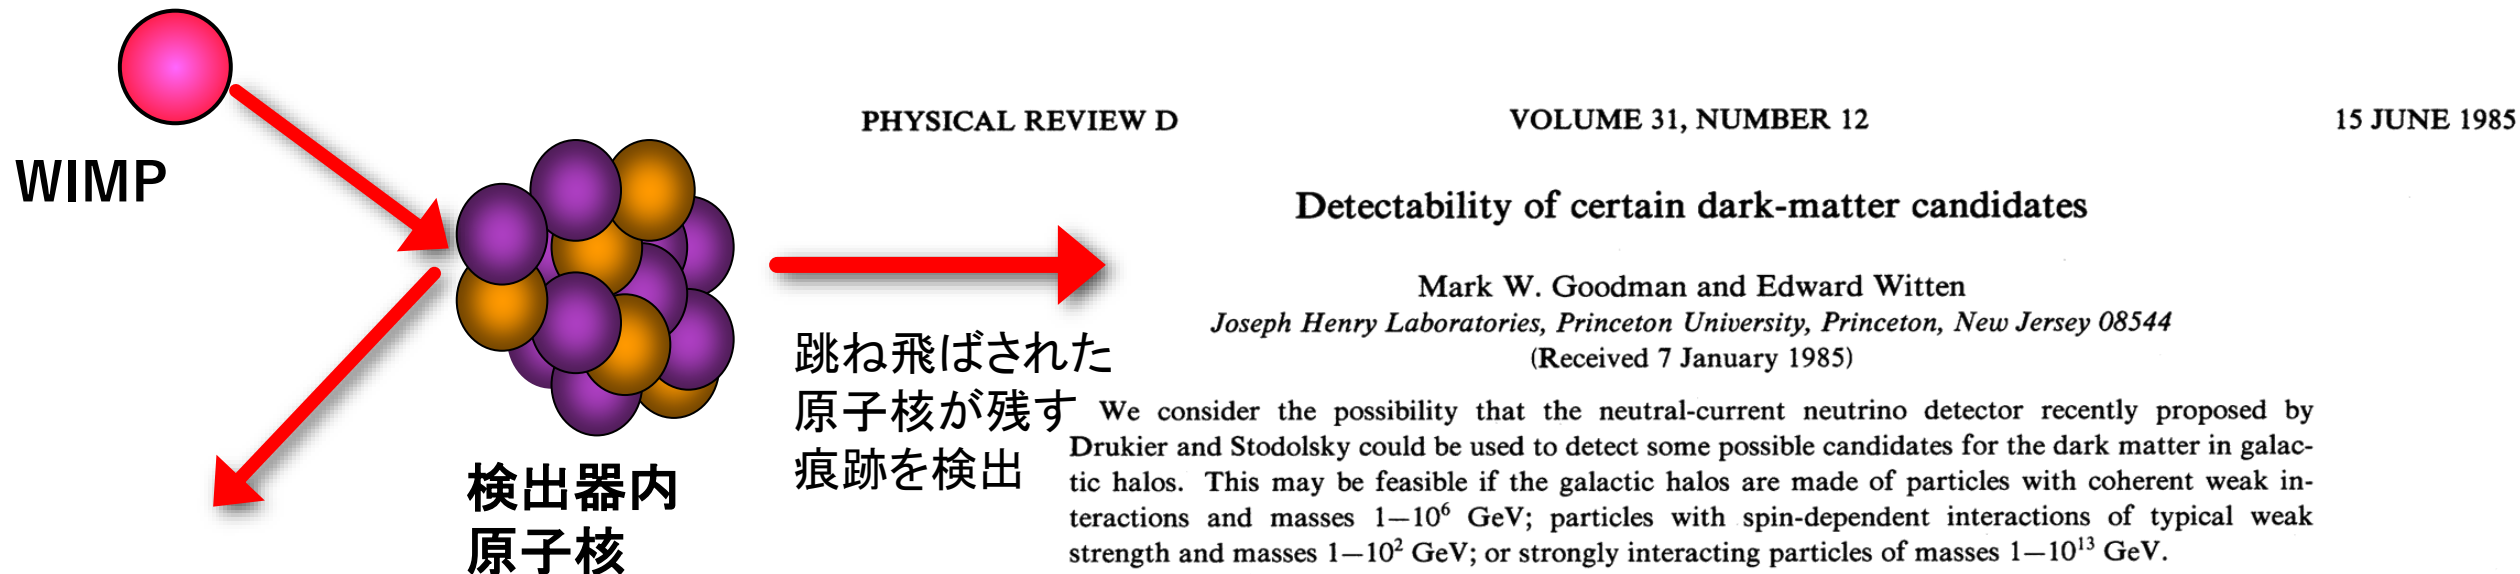 WIMP
検出器内
原子核
跳ね飛ばされた
原子核が残す
痕跡を検出
PHYSICAL REVIEW D VOLUME 31, NUMBER 12 15 JUNE 1985
Detectability of certain dark-matter candidates
Mark W. Goodman and Edward Witten
Joseph Henry Laboratories, Princeton University, Princeton, New Jersey 08544
(Received 7 January 1985)
We consider the possibility that the neutral-current neutrino detector recently proposed by
Drukier and Stodolsky could be used to detect some possible candidates for the dark matter in galac-
tic halos. This may be feasible if the galactic halos are made of particles with coherent weak in-
teractions and masses 1—10⁶ GeV; particles with spin-dependent interactions of typical weak
strength and masses 1—10² GeV; or strongly interacting particles of masses 1—10¹³ GeV.